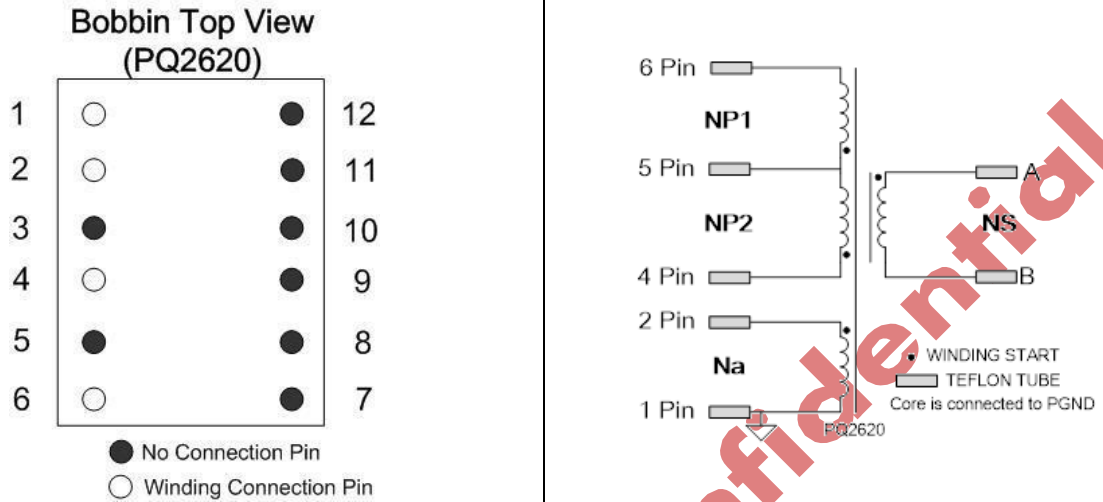 Bobbin Top View
(PQ2620)
1 12
2 11
3 10
4 9
5 8
6 7
No Connection Pin
Winding Connection Pin
6 Pin
NP1
5 Pin
NP2
4 Pin
2 Pin
Na
1 Pin
A
NS
B
WINDING START
TEFLON TUBE
Core is connected to PGND
PQ2620
nfidential